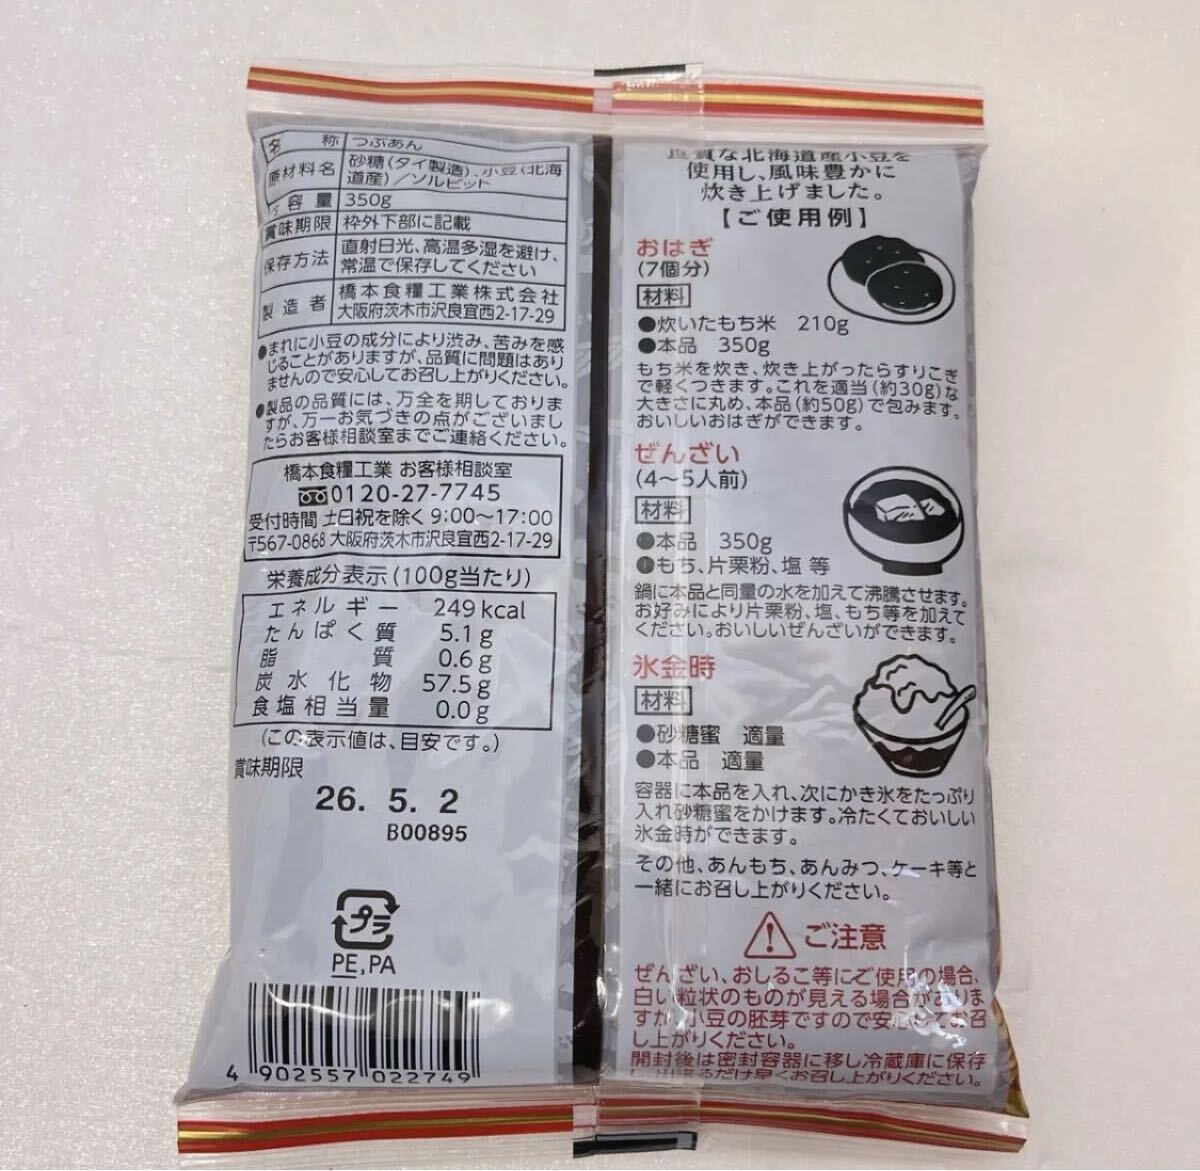 名称 つぶあん
原材料名 砂糖(タイ製造)、小豆(北海
道産)／ソルビット
容量 350g
賞味期限 枠外下部に記載
保存方法 直射日光、高温多湿を避け、
常温で保存してください
製造者 橋本食糧工業株式会社
大阪府茨木市沢良宜西2-17-29
●まれに小豆の成分により渋み、苦みを感
じることがありますが、品質に問題はあり
ませんので安心してお召し上がりください。
●製品の品質には、万全を期しておりま
すが、万一お気づきの点がございまし
たらお客様相談室までご連絡ください。
橋本食糧工業 お客様相談室
0120-27-7745
受付時間 土日祝を除く 9:00～17:00
〒567-0868 大阪府茨木市沢良宜西2-17-29
栄養成分表示(100g当たり)
エネルギー 249kcal
たんぱく質 5.1g
脂質 0.6g
炭水化物 57.5g
食塩相当量 0.0g
(この表示値は、目安です。)
賞味期限
26. 5. 2
B00895
プラ
PE,PA
4 902557 022749
良質な北海道産小豆を
使用し、風味豊かに
炊き上げました。
【ご使用例】
おはぎ
(7個分)
材料
●炊いたもち米 210g
●本品 350g
もち米を炊き、炊き上がったらすりこぎ
で軽くつきます。これを適当(約30g)な
大きさに丸め、本品(約50g)で包みます。
おいしいおはぎができます。
ぜんざい
(4～5人前)
材料
●本品 350g
●もち、片栗粉、塩 等
鍋に本品と同量の水を加えて沸騰させます。
お好みにより片栗粉、塩、もち等を加えて
ください。おいしいぜんざいができます。
氷金時
材料
●砂糖蜜 適量
●本品 適量
容器に本品を入れ、次にかき氷をたっぷり
入れ砂糖蜜をかけます。冷たくておいしい
氷金時ができます。
その他、あんもち、あんみつ、ケーキ等と
一緒にお召し上がりください。
ご注意
ぜんざい、おしるこ等にご使用の場合、
白い粒状のものが見える場合がありま
すが、小豆の胚芽ですので安心してお召
し上がりください。
開封後は密封容器に移し冷蔵庫に保存
し出来るだけ早くお召し上がりください。